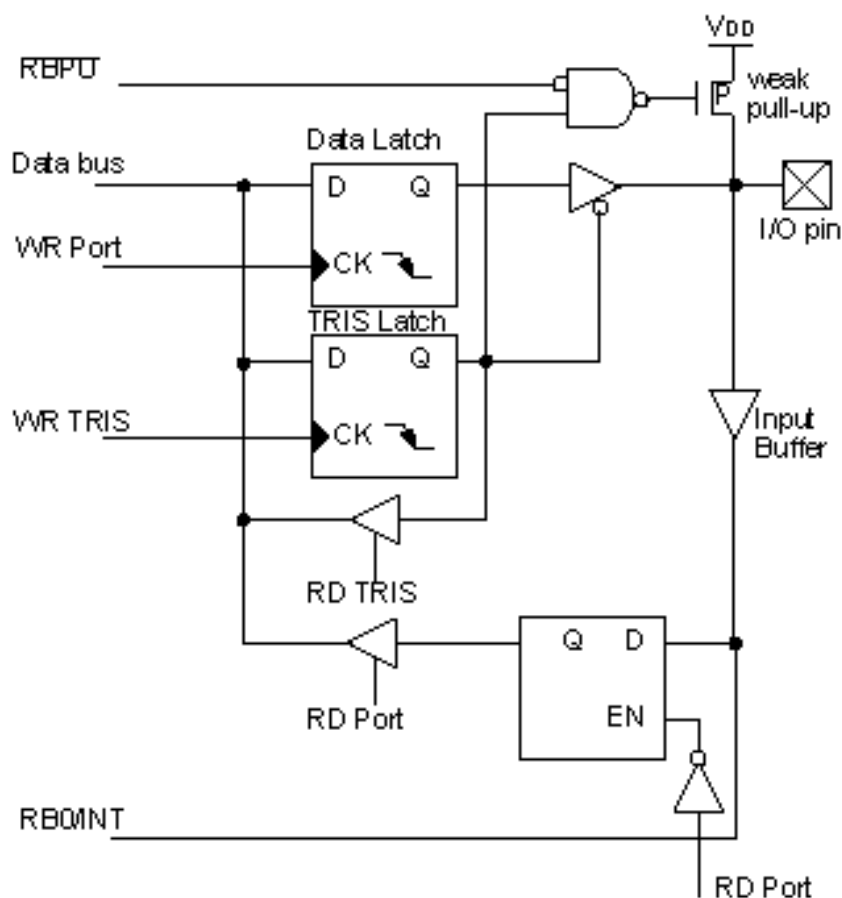 VDD
RBPU
P
weak
pull-up
Data Latch
Data bus
D
Q
I/O pin
WR Port
CK
TRIS Latch
D
Q
WR TRIS
CK
Input
Buffer
RD TRIS
Q
D
RD Port
EN
RB0/INT
RD Port